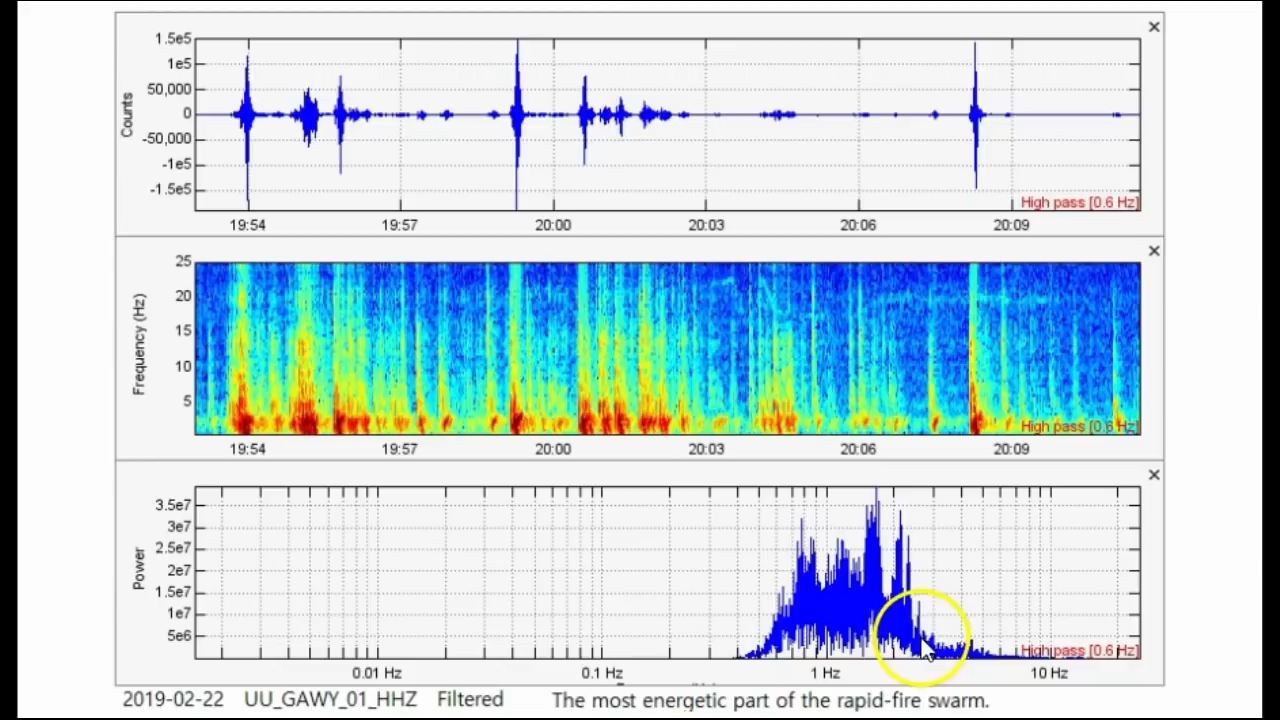 1.5e5
1e5
50,000
0
-50,000
-1e5
-1.5e5
Counts
High pass [0.6 Hz]
19:54 19:57 20:00 20:03 20:06 20:09
25
20
15
10
5
Frequency (Hz)
High pass [0.6 Hz]
19:54 19:57 20:00 20:03 20:06 20:09
3.5e7
3e7
2.5e7
2e7
1.5e7
1e7
5e6
Power
High pass [0.6 Hz]
0.01 Hz 0.1 Hz 1 Hz 10 Hz
2019-02-22 UU_GAWY_01_HHZ Filtered The most energetic part of the rapid-fire swarm.